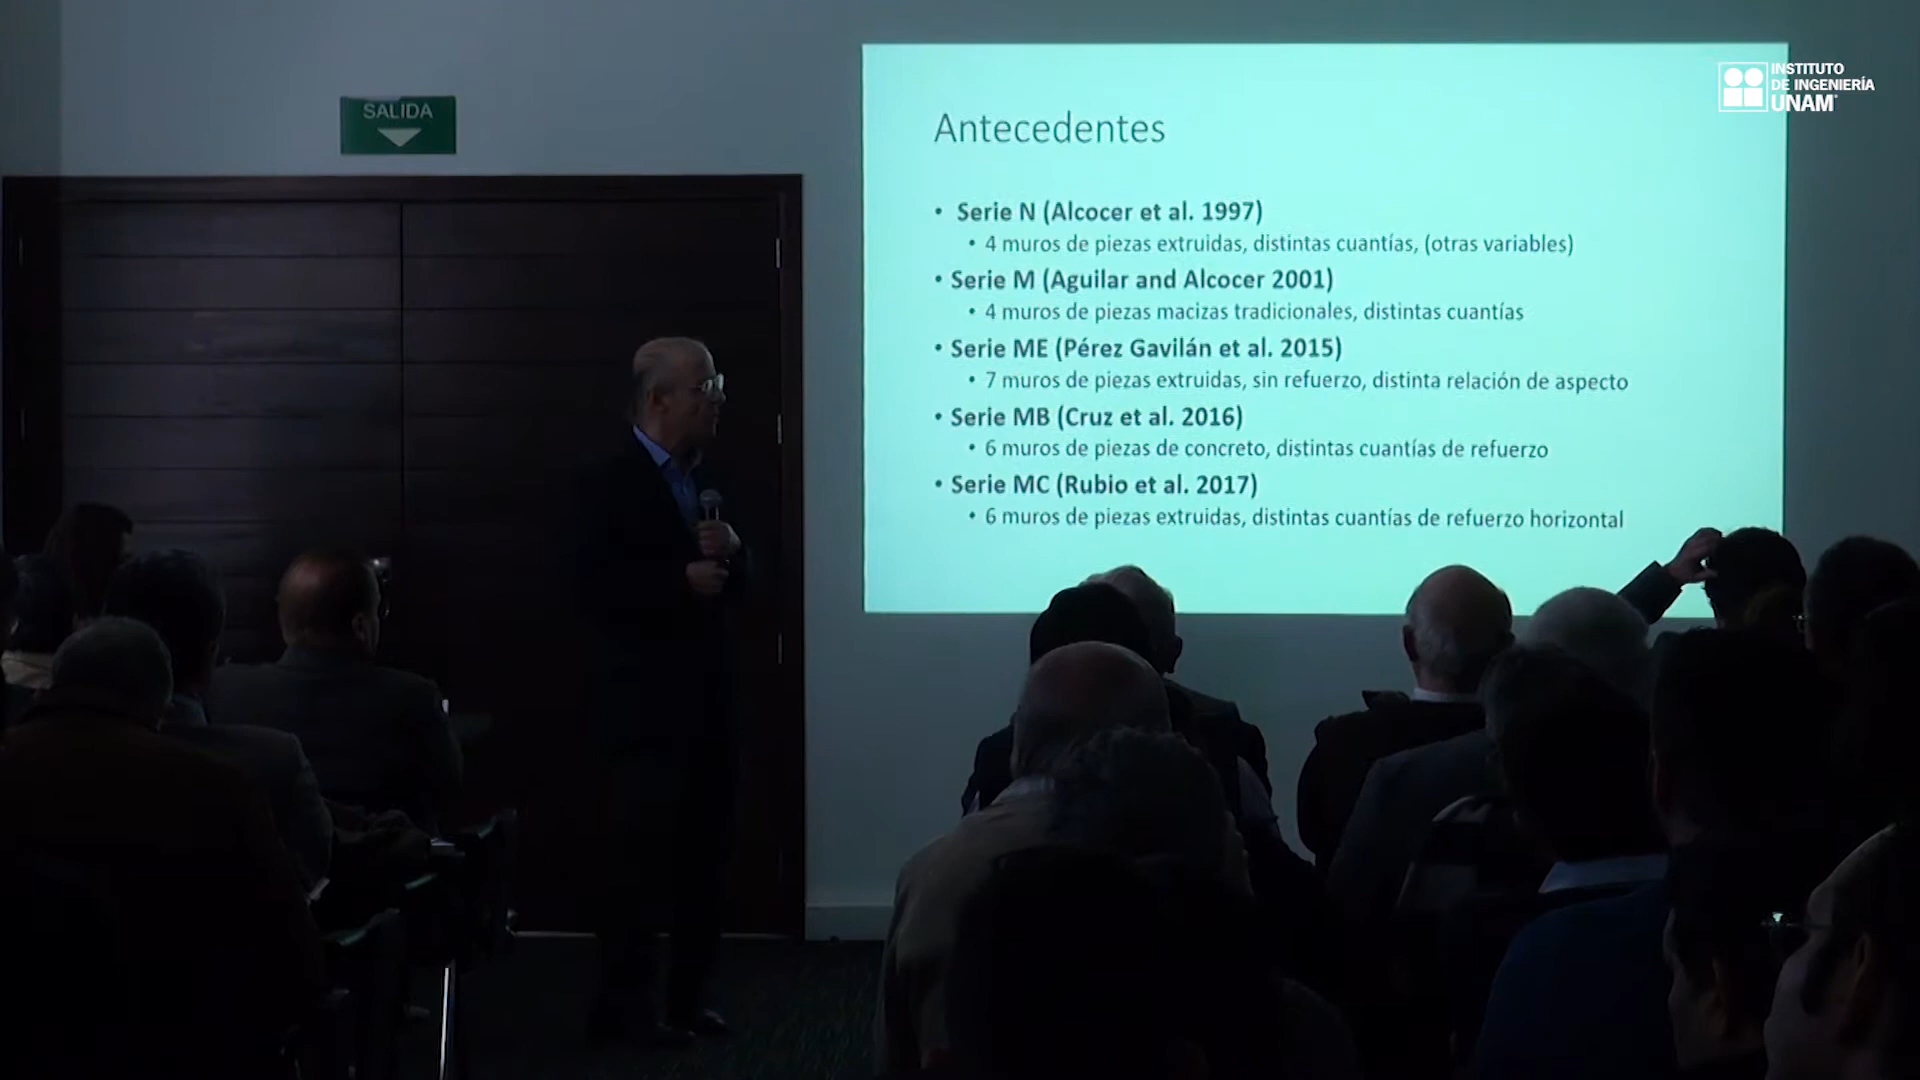 SALIDA
INSTITUTO
DE INGENIERÍA
UNAM
Antecedentes
• Serie N (Alcocer et al. 1997)
• 4 muros de piezas extruidas, distintas cuantías, (otras variables)
• Serie M (Aguilar and Alcocer 2001)
• 4 muros de piezas macizas tradicionales, distintas cuantías
• Serie ME (Pérez Gavilán et al. 2015)
• 7 muros de piezas extruidas, sin refuerzo, distinta relación de aspecto
• Serie MB (Cruz et al. 2016)
• 6 muros de piezas de concreto, distintas cuantías de refuerzo
• Serie MC (Rubio et al. 2017)
• 6 muros de piezas extruidas, distintas cuantías de refuerzo horizontal